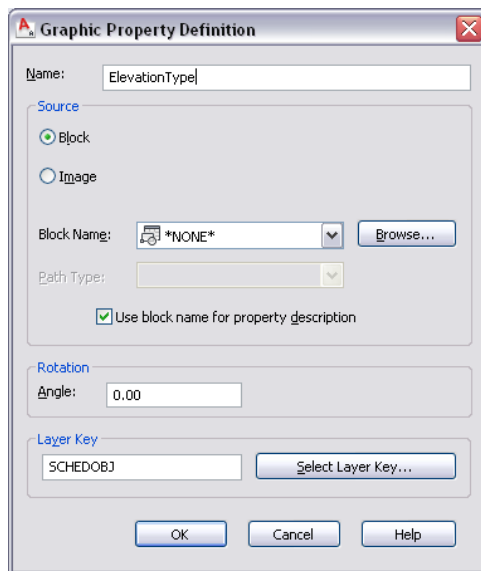 Graphic Property Definition
Name: ElevationType
Source
Block
Image
Block Name: *NONE* Browse...
Path Type:
Use block name for property description
Rotation
Angle: 0.00
Layer Key
SCHEDOBJ Select Layer Key...
OK Cancel Help